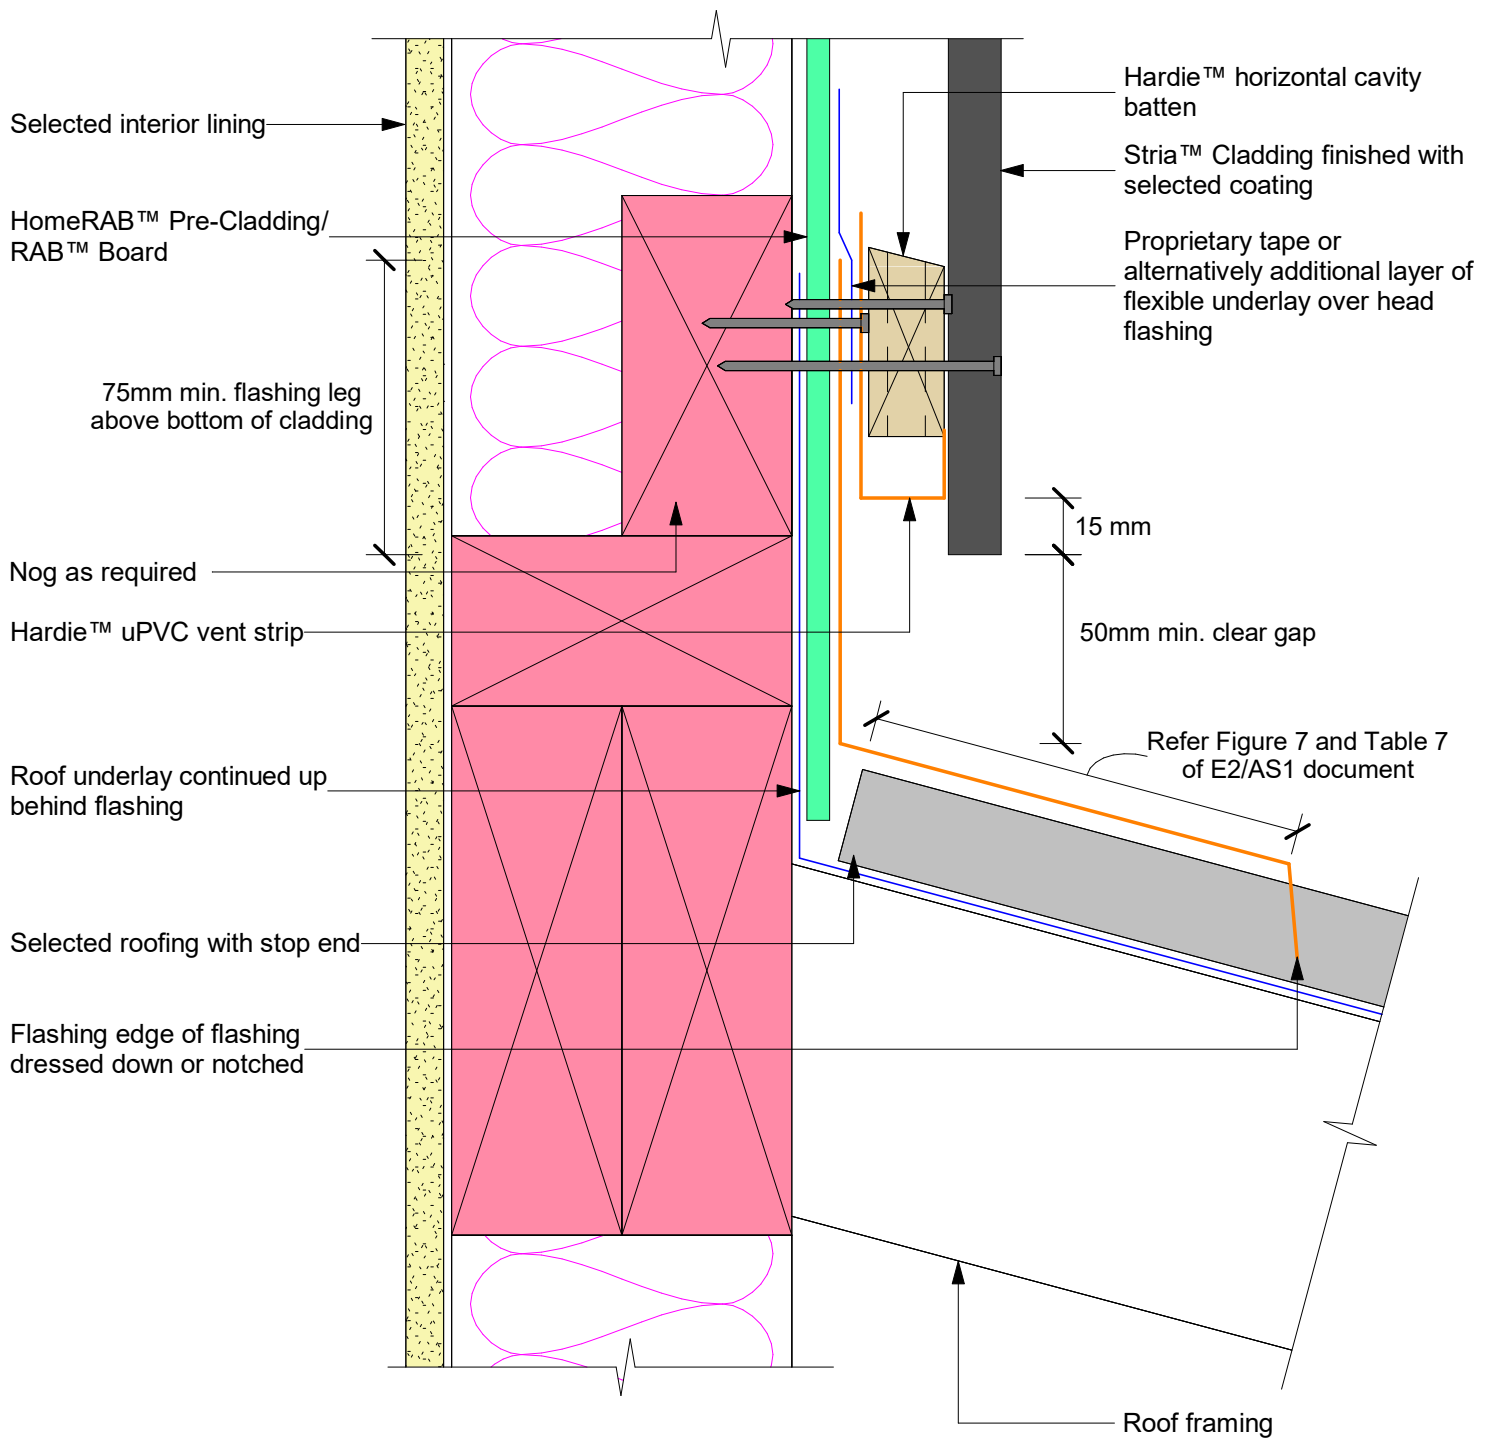 Selected interior lining
HomeRAB™ Pre-Cladding/
RAB™ Board
75mm min. flashing leg
above bottom of cladding
Nog as required
Hardie™ uPVC vent strip
Roof underlay continued up
behind flashing
Selected roofing with stop end
Flashing edge of flashing
dressed down or notched
Hardie™ horizontal cavity
batten
Stria™ Cladding finished with
selected coating
Proprietary tape or
alternatively additional layer of
flexible underlay over head
flashing
15 mm
50mm min. clear gap
Refer Figure 7 and Table 7
of E2/AS1 document
Roof framing